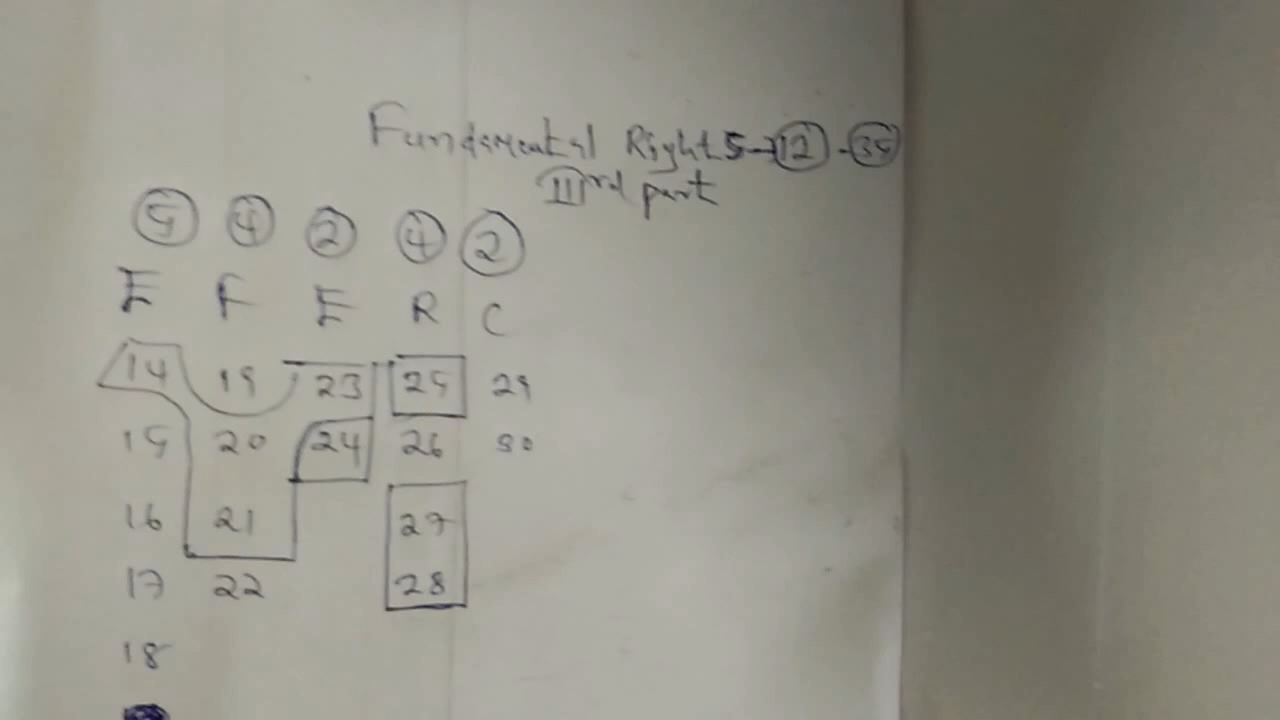 Fundamental Rights → 12 - 35
IIIrd part
5 4 2 4 2
E F E R C
14 19 23 25 29
15 20 24 26 30
16 21 27
17 22 28
18